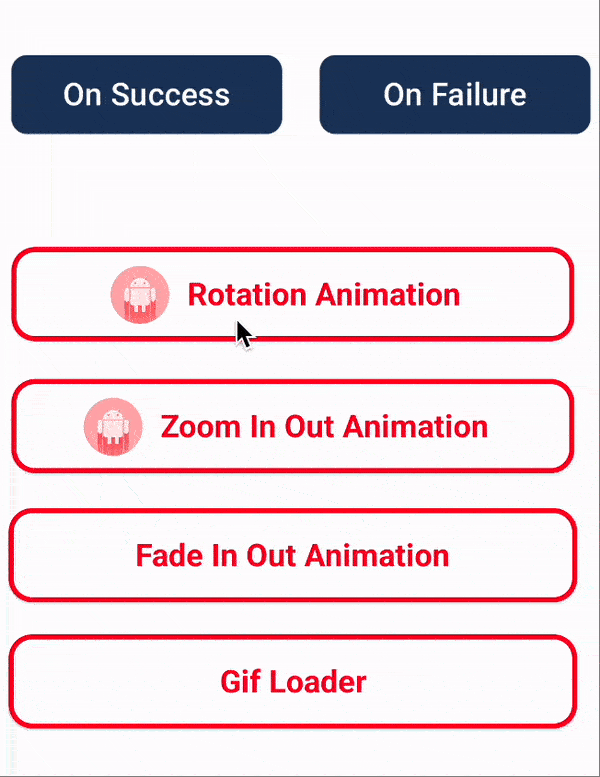 On Success
On Failure
Rotation Animation
Zoom In Out Animation
Fade In Out Animation
Gif Loader